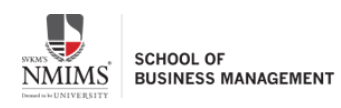 SVKM'S
NMIMS
Deemed to be UNIVERSITY
SCHOOL OF
BUSINESS MANAGEMENT